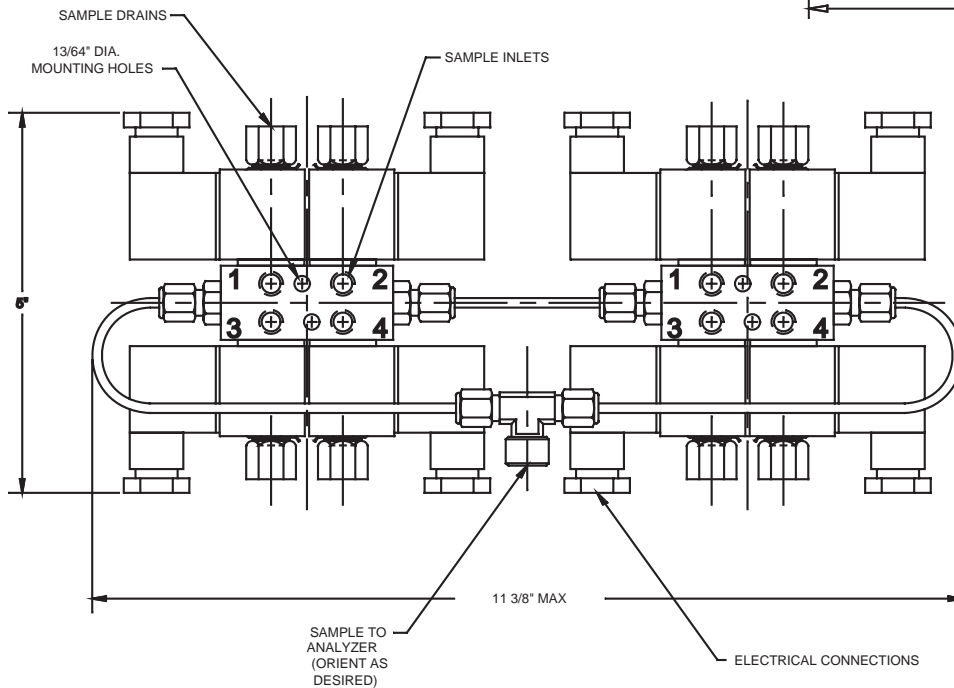 SAMPLE DRAINS
13/64" DIA.
MOUNTING HOLES
SAMPLE INLETS
1 2
3 4
1 2
3 4
11 3/8" MAX
SAMPLE TO
ANALYZER
(ORIENT AS
DESIRED)
ELECTRICAL CONNECTIONS